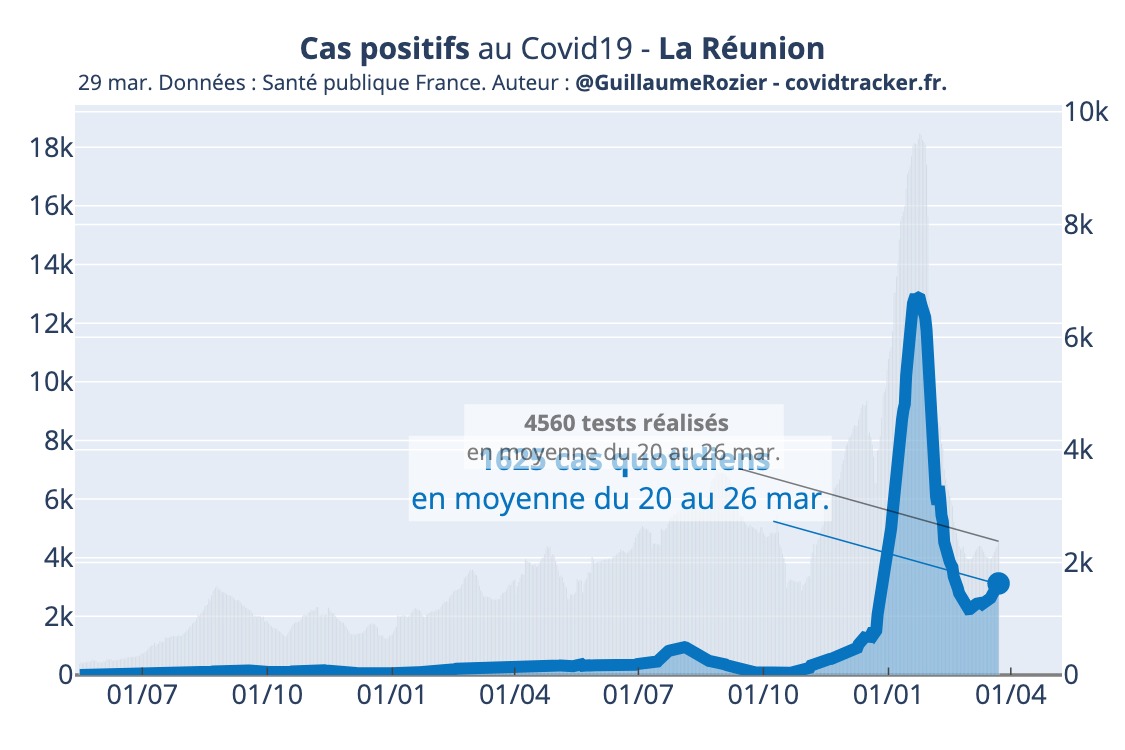 Cas positifs au Covid19 - La Réunion
29 mar. Données : Santé publique France. Auteur : @GuillaumeRozier - covidtracker.fr.
10k
18k
16k
8k
14k
12k
6k
10k
4560 tests réalisés
8k
4k
en moyenne du 20 au 26 mar.
1625 cas quotidiens
6k
en moyenne du 20 au 26 mar.
4k
2k
2k
0
0
01/07
01/10
01/01
01/04
01/07
01/10
01/01
01/04